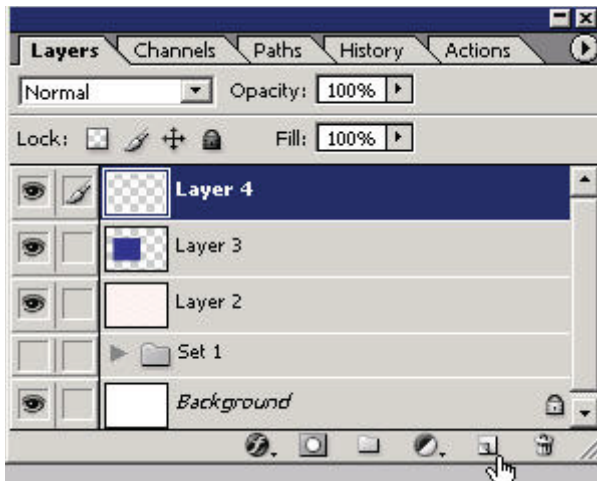 Layers Channels Paths History Actions
Normal Opacity: 100%
Lock: Fill: 100%
Layer 4
Layer 3
Layer 2
Set 1
Background